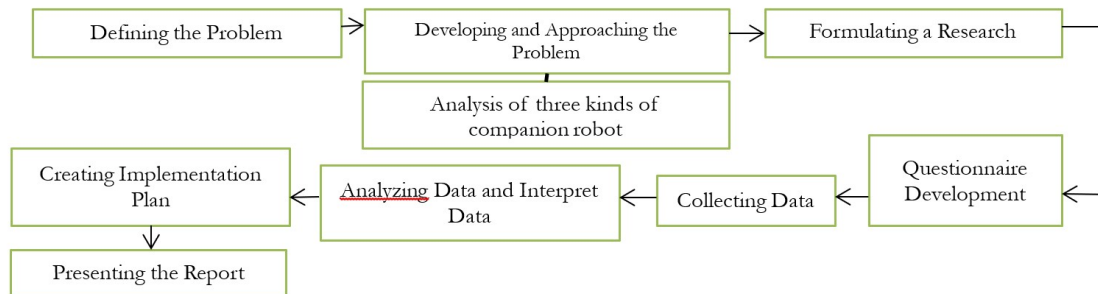 Defining the Problem
Developing and Approaching the
Problem
Formulating a Research
Analysis of three kinds of
companion robot
Questionnaire
Development
Collecting Data
Analyzing Data and Interpret
Data
Creating Implementation
Plan
Presenting the Report